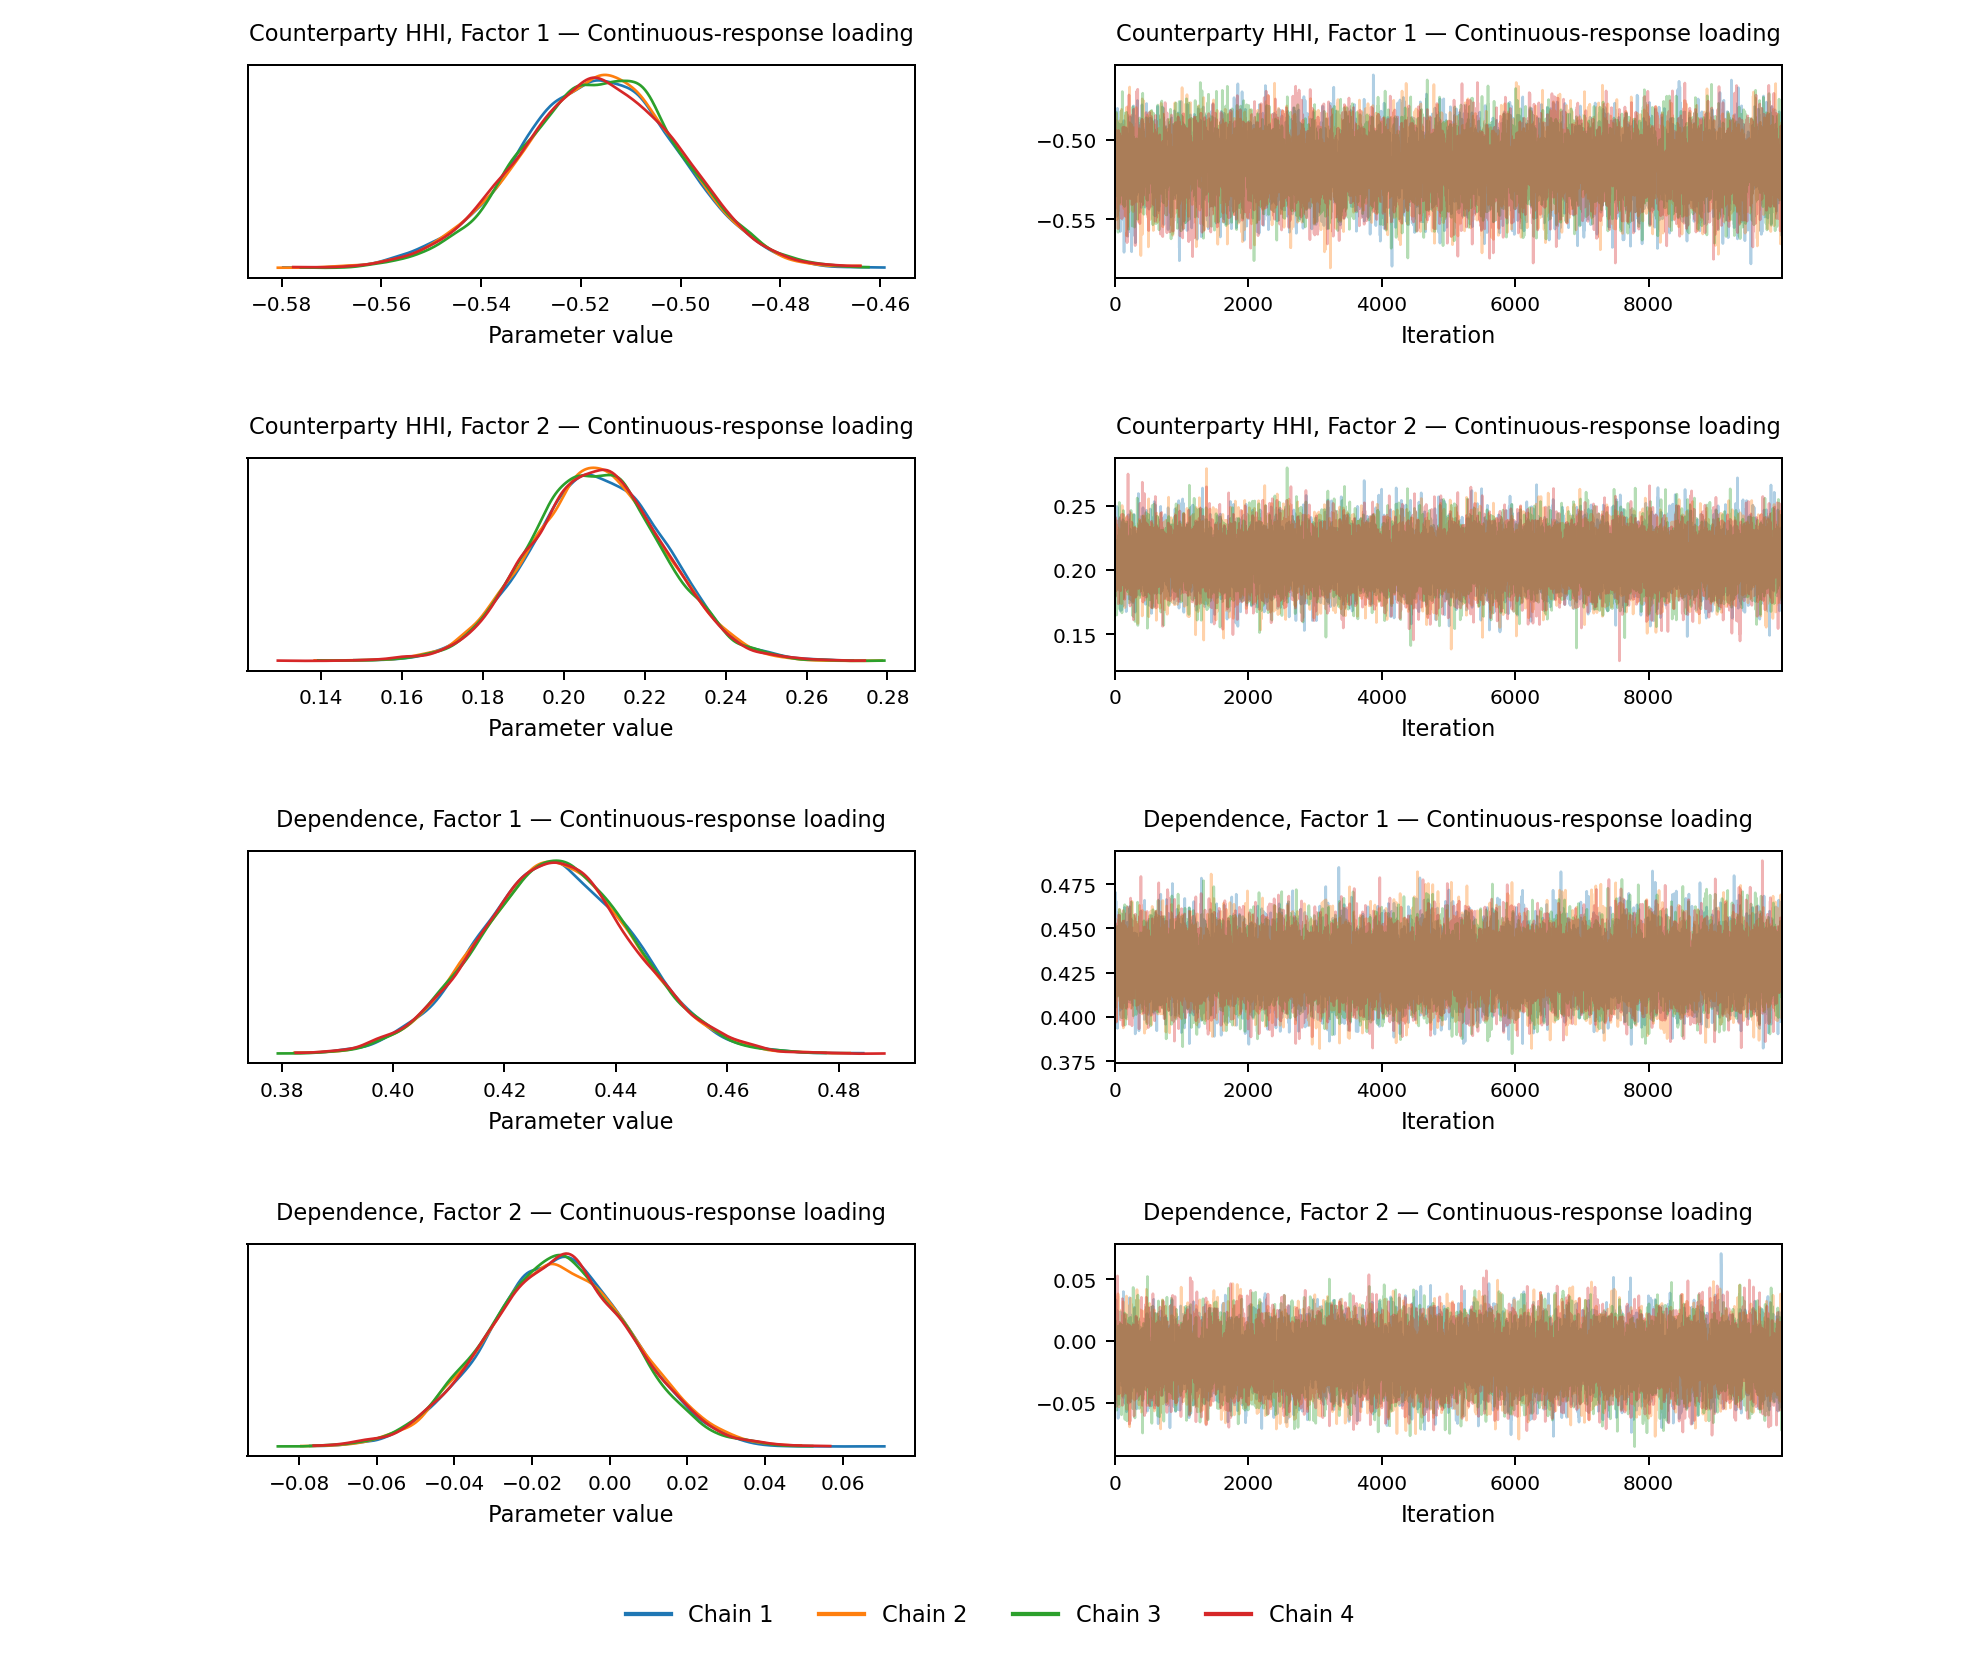 Counterparty HHI, Factor 1 — Continuous-response loading
−0.58 −0.56 −0.54 −0.52 −0.50 −0.48 −0.46
Parameter value
Counterparty HHI, Factor 1 — Continuous-response loading
−0.50
−0.55
0 2000 4000 6000 8000
Iteration
Counterparty HHI, Factor 2 — Continuous-response loading
0.14 0.16 0.18 0.20 0.22 0.24 0.26 0.28
Parameter value
Counterparty HHI, Factor 2 — Continuous-response loading
0.25
0.20
0.15
0 2000 4000 6000 8000
Iteration
Dependence, Factor 1 — Continuous-response loading
0.38 0.40 0.42 0.44 0.46 0.48
Parameter value
Dependence, Factor 1 — Continuous-response loading
0.475
0.450
0.425
0.400
0.375
0 2000 4000 6000 8000
Iteration
Dependence, Factor 2 — Continuous-response loading
−0.08 −0.06 −0.04 −0.02 0.00 0.02 0.04 0.06
Parameter value
Dependence, Factor 2 — Continuous-response loading
0.05
0.00
−0.05
0 2000 4000 6000 8000
Iteration
Chain 1 Chain 2 Chain 3 Chain 4